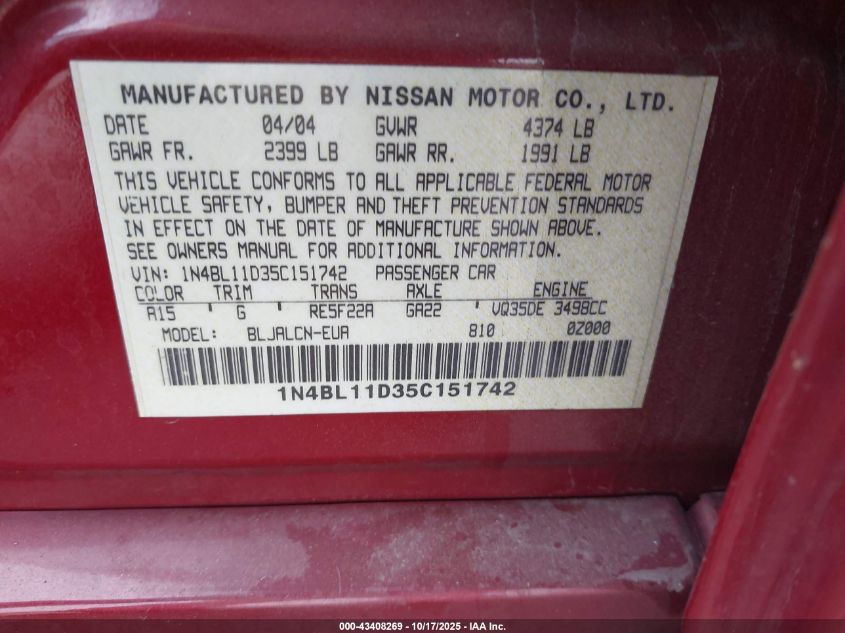 MANUFACTURED BY NISSAN MOTOR CO., LTD.
DATE 04/04 GVWR 4374 LB
GAWR FR. 2399 LB GAWR RR. 1991 LB
THIS VEHICLE CONFORMS TO ALL APPLICABLE FEDERAL MOTOR
VEHICLE SAFETY, BUMPER AND THEFT PREVENTION STANDARDS
IN EFFECT ON THE DATE OF MANUFACTURE SHOWN ABOVE.
SEE OWNERS MANUAL FOR ADDITIONAL INFORMATION.
VIN: 1N4BL11D35C151742 PASSENGER CAR
COLOR TRIM TRANS AXLE ENGINE
A15 G RE5F22A GA22 VQ35DE 3498CC
MODEL: BLJALCN-EUA 810 0Z000
1N4BL11D35C151742
000-43408269 - 10/17/2025 - IAA Inc.